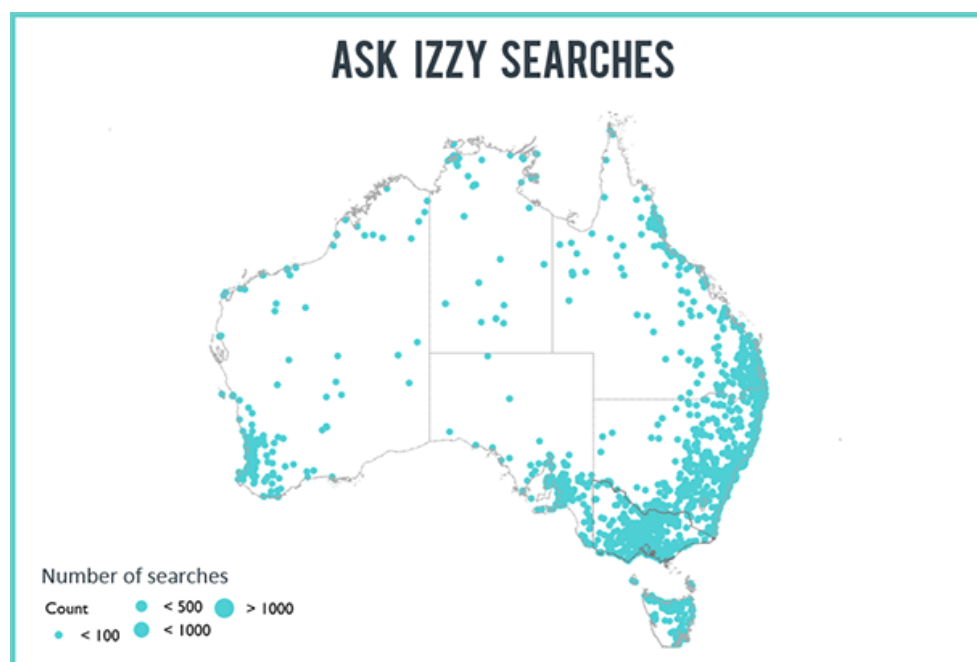 ASK IZZY SEARCHES
Number of searches
Count
< 100
< 500
< 1000
> 1000